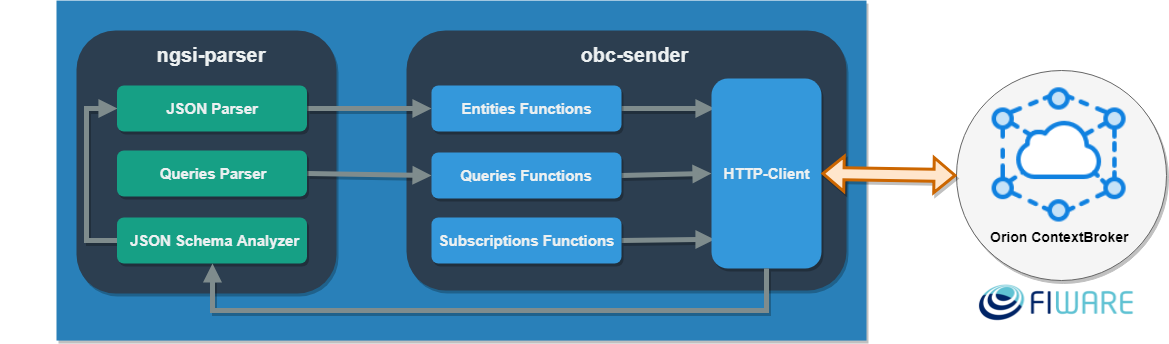 ngsi-parser
JSON Parser
Queries Parser
JSON Schema Analyzer
obc-sender
Entities Functions
Queries Functions
Subscriptions Functions
HTTP-Client
Orion ContextBroker
FIWARE